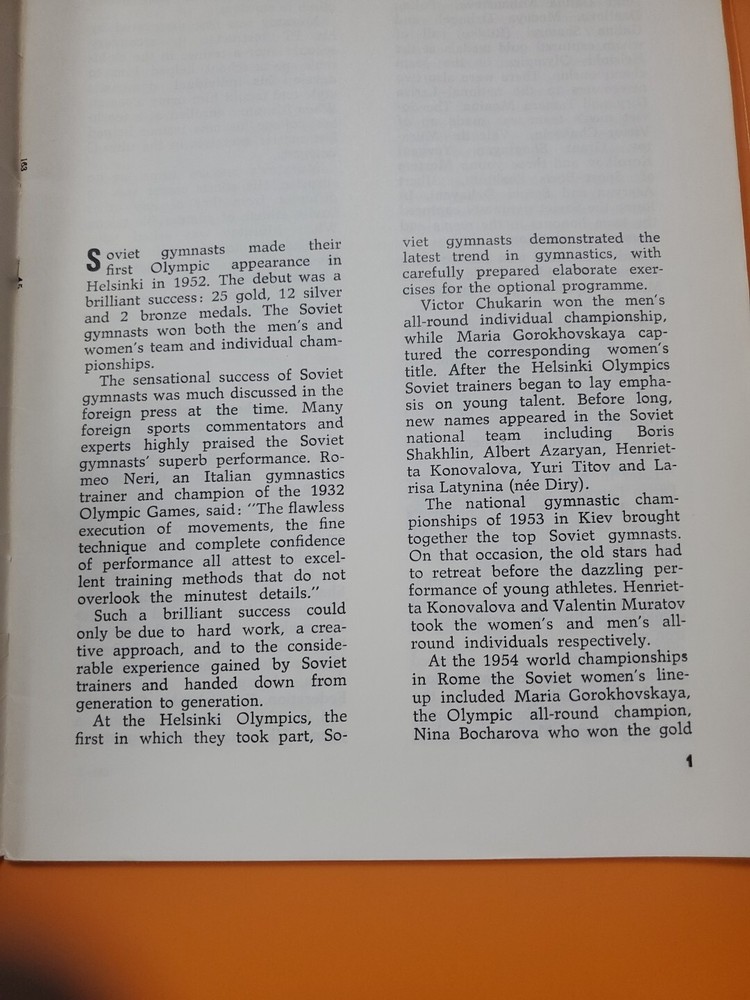 Soviet gymnasts made their
first Olympic appearance in
Helsinki in 1952. The debut was a
brilliant success: 25 gold, 12 silver
and 2 bronze medals. The Soviet
gymnasts won both the men's and
women's team and individual cham-
pionships.
The sensational success of Soviet
gymnasts was much discussed in the
foreign press at the time. Many
foreign sports commentators and
experts highly praised the Soviet
gymnasts' superb performance. Ro-
meo Neri, an Italian gymnastics
trainer and champion of the 1932
Olympic Games, said: "The flawless
execution of movements, the fine
technique and complete confidence
of performance all attest to excel-
lent training methods that do not
overlook the minutest details."
Such a brilliant success could
only be due to hard work, a crea-
tive approach, and to the conside-
rable experience gained by Soviet
trainers and handed down from
generation to generation.
At the Helsinki Olympics, the
first in which they took part, So-
viet gymnasts demonstrated the
latest trend in gymnastics, with
carefully prepared elaborate exer-
cises for the optional programme.
Victor Chukarin won the men's
all-round individual championship,
while Maria Gorokhovskaya cap-
tured the corresponding women's
title. After the Helsinki Olympics
Soviet trainers began to lay empha-
sis on young talent. Before long,
new names appeared in the Soviet
national team including Boris
Shakhlin, Albert Azaryan, Henriet-
ta Konovalova, Yuri Titov and La-
risa Latynina (née Diry).
The national gymnastic cham-
pionships of 1953 in Kiev brought
together the top Soviet gymnasts.
On that occasion, the old stars had
to retreat before the dazzling per-
formance of young athletes. Henriet-
ta Konovalova and Valentin Muratov
took the women's and men's all-
round individuals respectively.
At the 1954 world championships
in Rome the Soviet women's line-
up included Maria Gorokhovskaya,
the Olympic all-round champion,
Nina Bocharova who won the gold
1